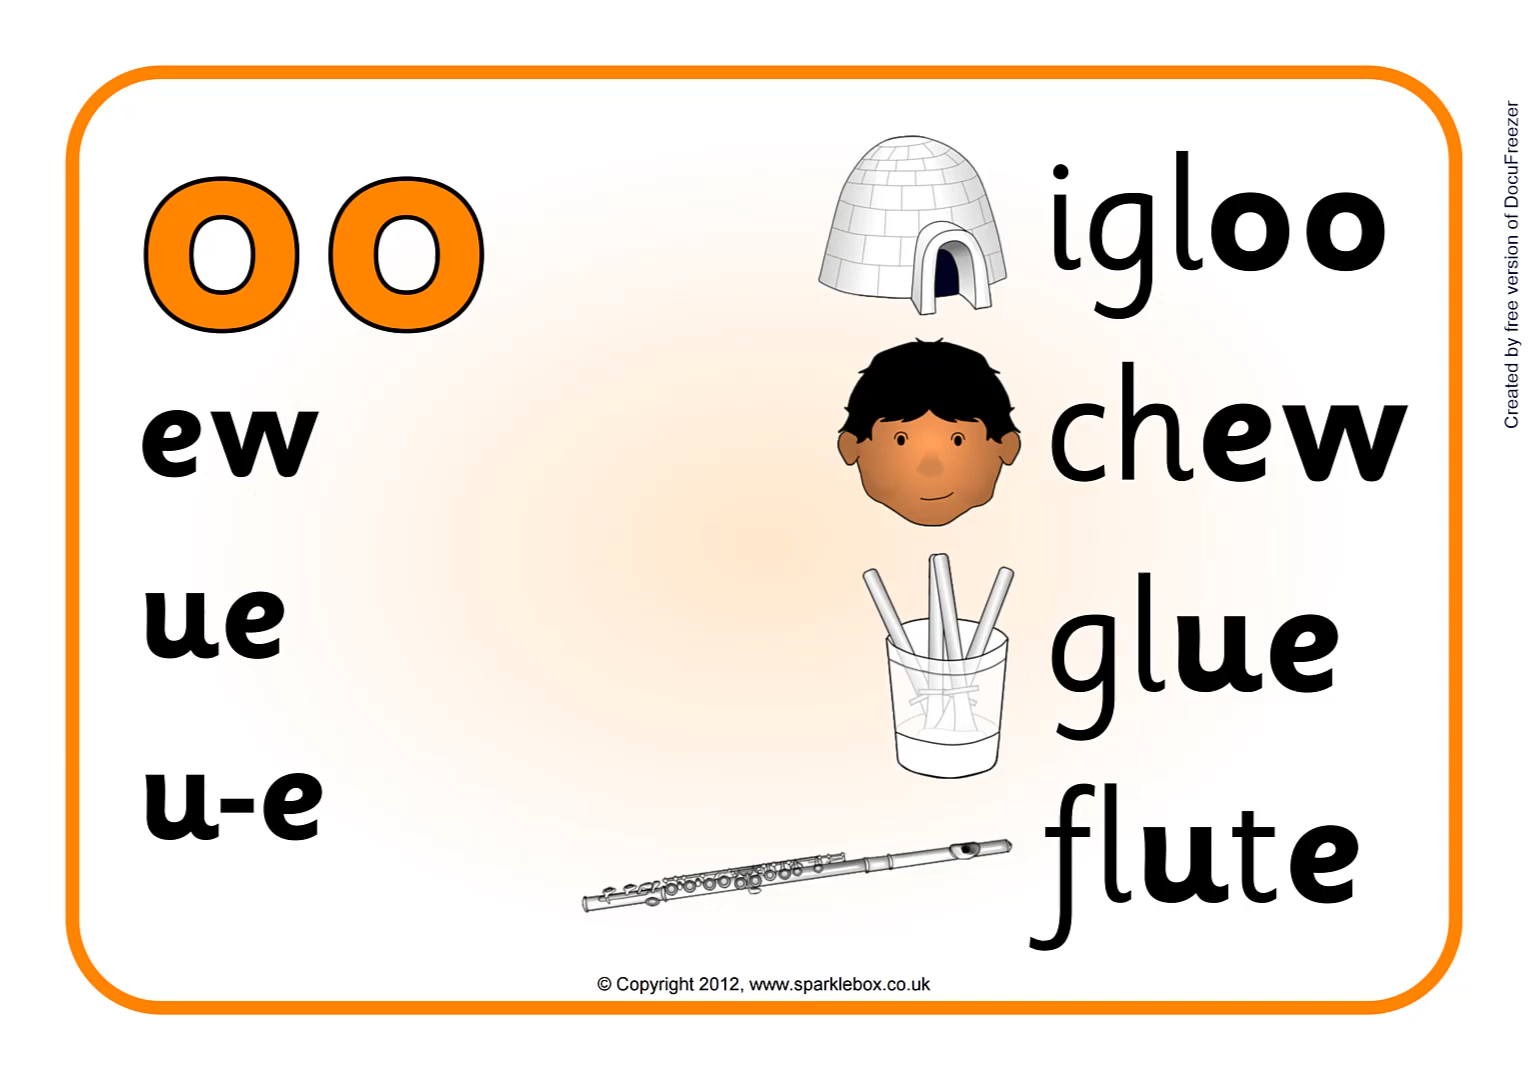 oo
igloo
ew
chew
ue
glue
u-e
flute
© Copyright 2012, www.sparklebox.co.uk
Created by free version of DocuFreezer